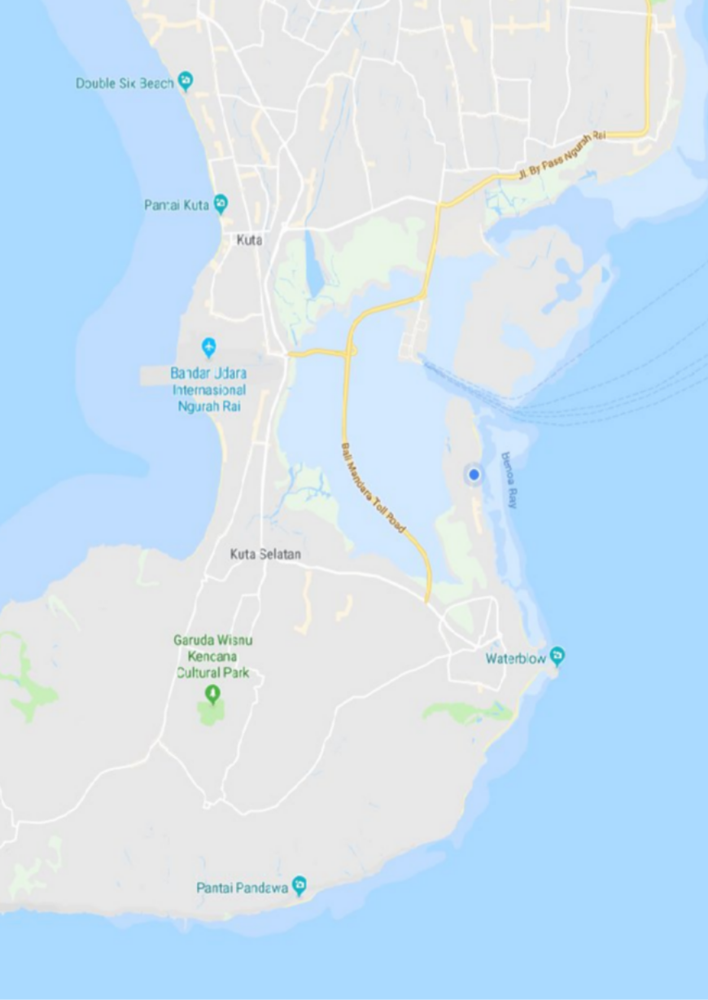 Double Six Beach
Jl. By Pass Ngurah Rai
Pantai Kuta
Kuta
Bandar Udara
Internasional
Ngurah Rai
Bali Mandara Toll Road
Benoa Bay
Kuta Selatan
Garuda Wisnu
Kencana
Cultural Park
Waterblow
Pantai Pandawa